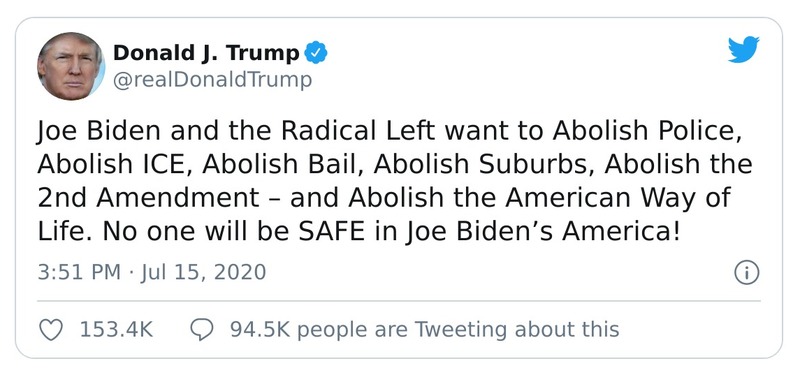 Donald J. Trump
@realDonaldTrump
Joe Biden and the Radical Left want to Abolish Police,
Abolish ICE, Abolish Bail, Abolish Suburbs, Abolish the
2nd Amendment – and Abolish the American Way of
Life. No one will be SAFE in Joe Biden’s America!
3:51 PM · Jul 15, 2020
153.4K 94.5K people are Tweeting about this